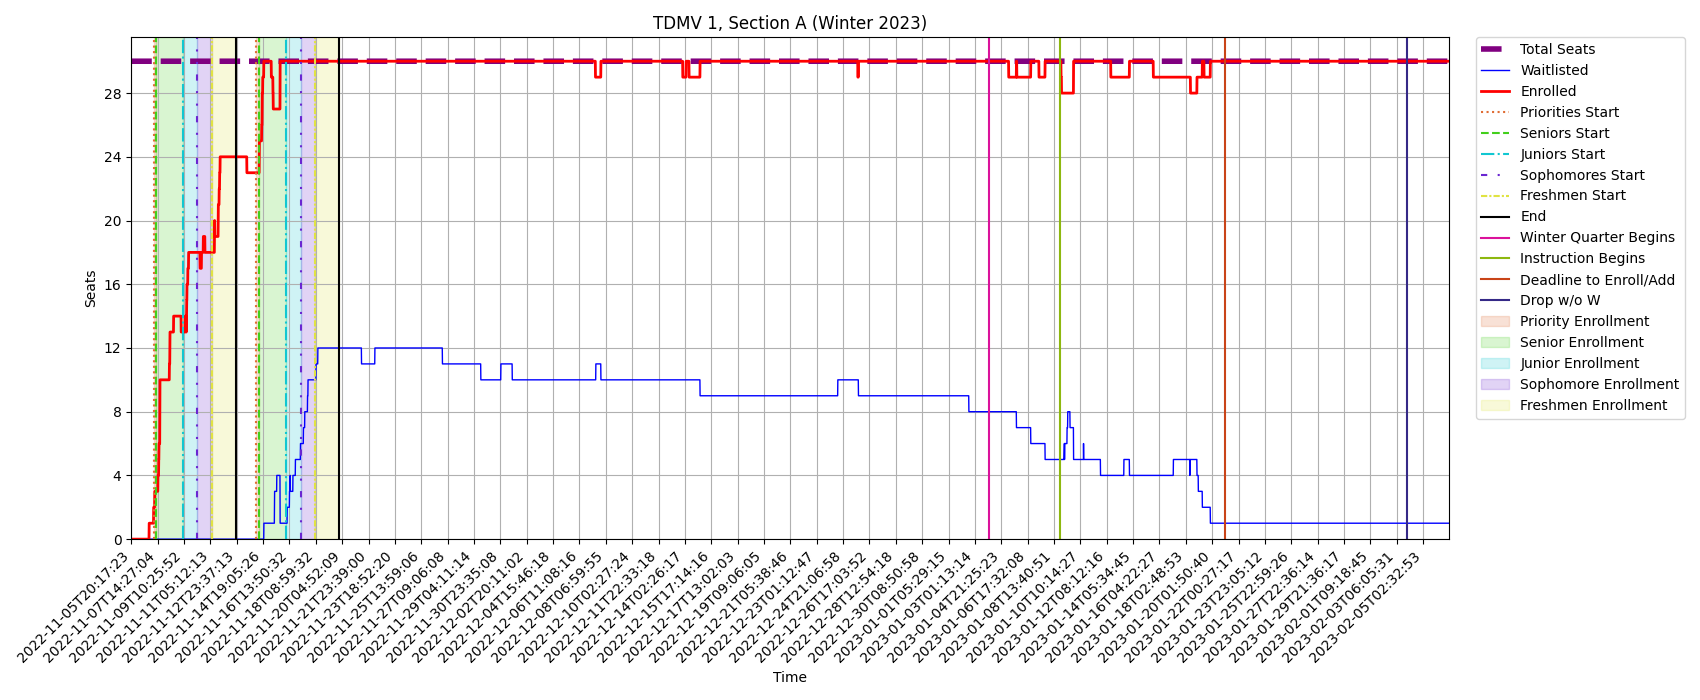 TDMV 1, Section A (Winter 2023)
Seats
28
24
20
16
12
8
4
0
2022-11-05T20:17:23
2022-11-07T14:27:04
2022-11-09T10:25:52
2022-11-11T05:12:13
2022-11-12T23:37:13
2022-11-14T19:05:26
2022-11-16T13:50:32
2022-11-18T08:59:32
2022-11-20T04:52:09
2022-11-21T23:39:00
2022-11-23T18:52:20
2022-11-25T13:59:06
2022-11-27T09:06:08
2022-11-29T04:11:14
2022-11-30T23:35:08
2022-12-02T20:11:02
2022-12-04T15:46:18
2022-12-06T11:08:16
2022-12-08T06:59:55
2022-12-10T02:27:24
2022-12-11T22:33:18
2022-12-14T02:26:17
2022-12-15T17:14:16
2022-12-17T13:02:03
2022-12-19T09:06:05
2022-12-21T05:38:46
2022-12-23T01:12:47
2022-12-24T21:06:58
2022-12-26T17:03:52
2022-12-28T12:54:18
2022-12-30T08:50:58
2023-01-01T05:29:15
2023-01-03T01:13:14
2023-01-04T21:25:23
2023-01-06T17:32:08
2023-01-08T13:40:51
2023-01-10T10:14:27
2023-01-12T08:12:16
2023-01-14T05:34:45
2023-01-16T04:22:27
2023-01-18T02:48:53
2023-01-20T01:50:40
2023-01-22T00:27:17
2023-01-23T23:05:12
2023-01-25T22:59:26
2023-01-27T22:36:14
2023-01-29T21:36:17
2023-02-01T09:18:45
2023-02-03T06:05:31
2023-02-05T02:32:53
Time
Total Seats
Waitlisted
Enrolled
Priorities Start
Seniors Start
Juniors Start
Sophomores Start
Freshmen Start
End
Winter Quarter Begins
Instruction Begins
Deadline to Enroll/Add
Drop w/o W
Priority Enrollment
Senior Enrollment
Junior Enrollment
Sophomore Enrollment
Freshmen Enrollment